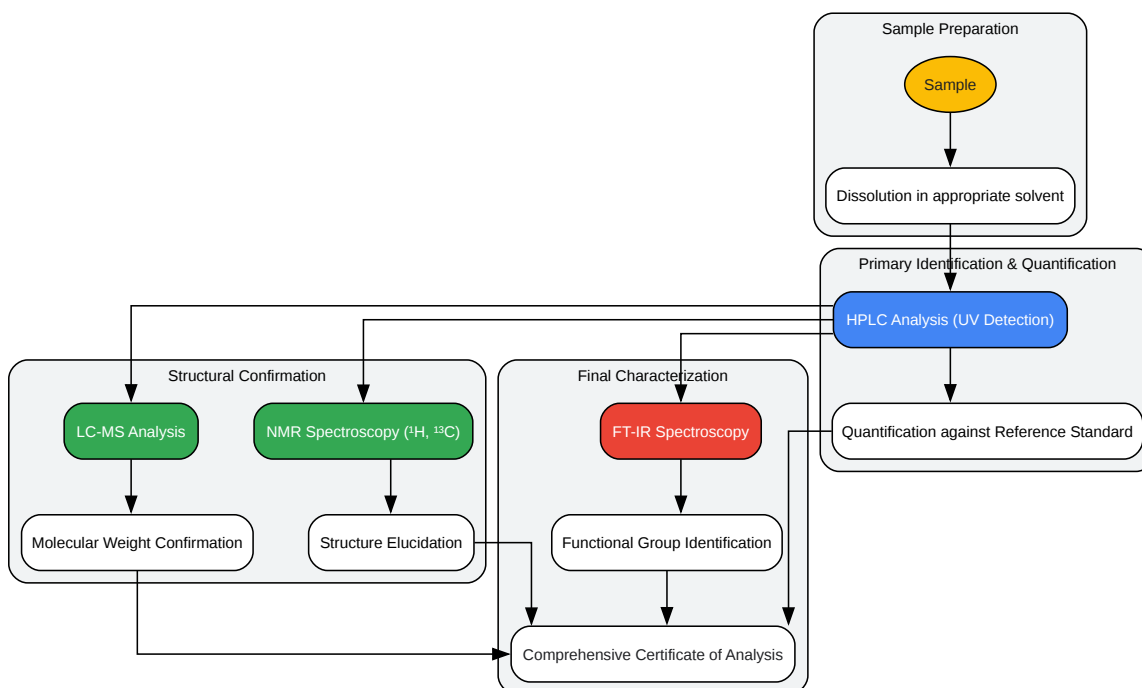 Sample Preparation
Sample
Dissolution in appropriate solvent
Primary Identification & Quantification
HPLC Analysis (UV Detection)
Structural Confirmation
Final Characterization
LC-MS Analysis
NMR Spectroscopy (¹H, ¹³C)
FT-IR Spectroscopy
Quantification against Reference Standard
Molecular Weight Confirmation
Structure Elucidation
Functional Group Identification
Comprehensive Certificate of Analysis